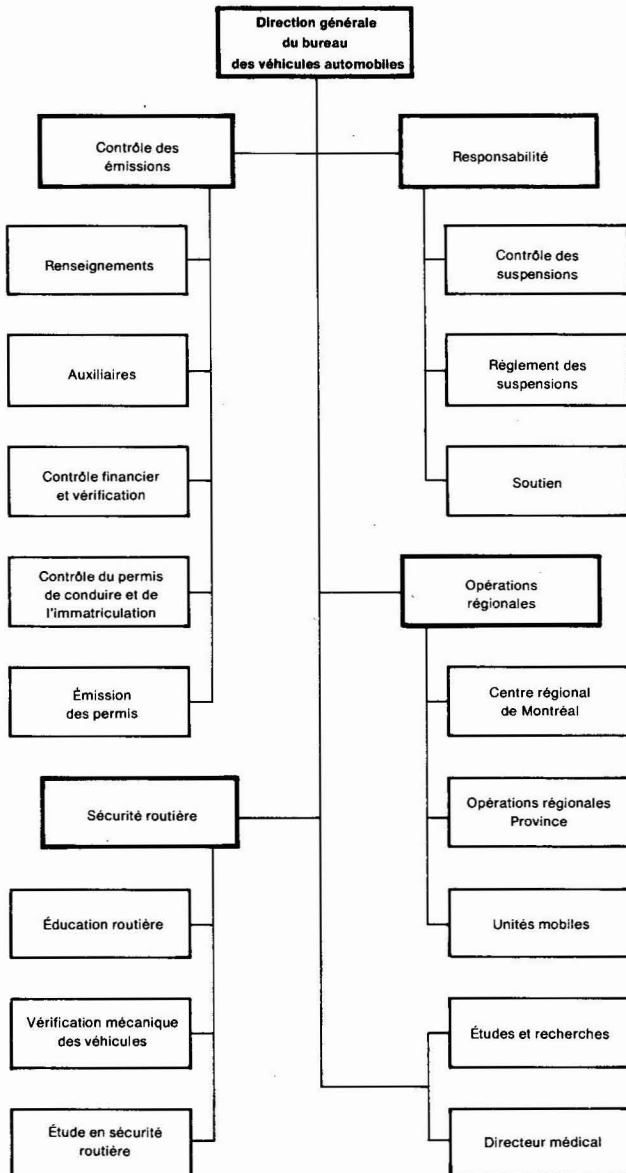 Direction générale
du bureau
des véhicules automobiles
Contrôle des
émissions
Responsabilité
Renseignements
Contrôle des
suspensions
Auxiliaires
Réglement des
suspensions
Contrôle financier
et vérification
Soutien
Contrôle du permis
de conduire et de
l'immatriculation
Opérations
régionales
Émission
des permis
Centre régional
de Montréal
Sécurité routière
Opérations régionales
Province
Éducation routière
Unités mobiles
Vérification mécanique
des véhicules
Études et recherches
Étude en sécurité
routière
Directeur médical